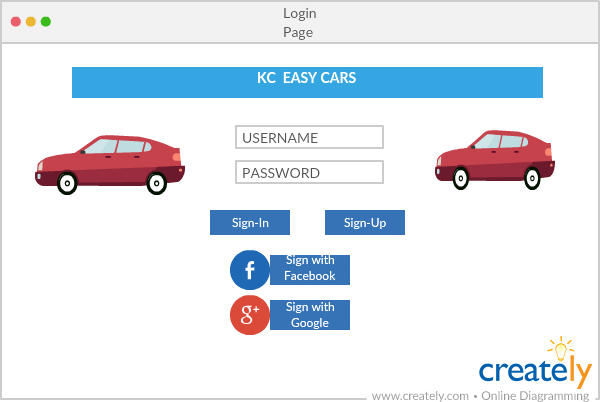 Login
Page
KC EASY CARS
USERNAME
PASSWORD
Sign-In
Sign-Up
f
Sign with
Facebook
g+
Sign with
Google
creately
www.creately.com • Online Diagramming